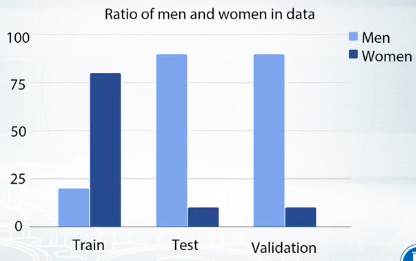 Ratio of men and women in data
100
75
50
25
0
Men
Women
Train
Test
Validation